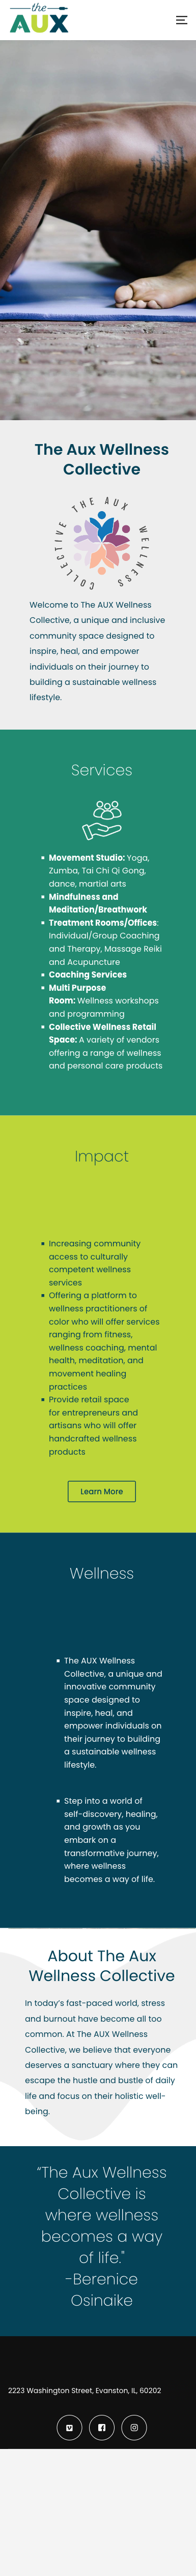 the
AUX
The Aux Wellness
Collective
THE AUX
WELLNESS
COLLECTIVE
Welcome to The AUX Wellness
Collective, a unique and inclusive
community space designed to
inspire, heal, and empower
individuals on their journey to
building a sustainable wellness
lifestyle.
Services
Movement Studio: Yoga,
Zumba, Tai Chi Qi Gong,
dance, martial arts
Mindfulness and
Meditation/Breathwork
Treatment Rooms/Offices:
Individual/Group Coaching
and Therapy, Massage Reiki
and Acupuncture
Coaching Services
Multi Purpose
Room: Wellness workshops
and programming
Collective Wellness Retail
Space: A variety of vendors
offering a range of wellness
and personal care products
Impact
Increasing community
access to culturally
competent wellness
services
Offering a platform to
wellness practitioners of
color who will offer services
ranging from fitness,
wellness coaching, mental
health, meditation, and
movement healing
practices
Provide retail space
for entrepreneurs and
artisans who will offer
handcrafted wellness
products
Learn More
Wellness
The AUX Wellness
Collective, a unique and
innovative community
space designed to
inspire, heal, and
empower individuals on
their journey to building
a sustainable wellness
lifestyle.
Step into a world of
self-discovery, healing,
and growth as you
embark on a
transformative journey,
where wellness
becomes a way of life.
About The Aux
Wellness Collective
In today's fast-paced world, stress
and burnout have become all too
common. At The AUX Wellness
Collective, we believe that everyone
deserves a sanctuary where they can
escape the hustle and bustle of daily
life and focus on their holistic well-
being.
“The Aux Wellness
Collective is
where wellness
becomes a way
of life.”
-Berenice
Osinaike
2223 Washington Street, Evanston, IL, 60202